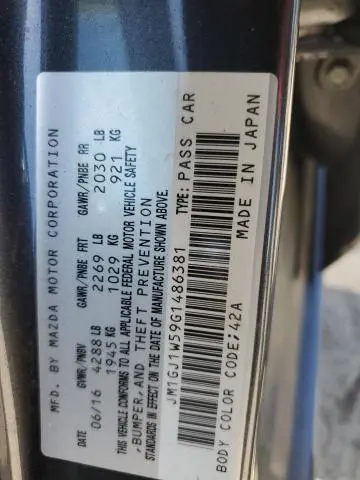 MFD. BY MAZDA MOTOR CORPORATION
DATE GVWR/PNBV GAWR/PNBE FRT GAWR/PNBE RR
06/16 4288 LB 2269 LB 2030 LB
1945 KG 1029 KG 921 KG
THIS VEHICLE CONFORMS TO ALL APPLICABLE FEDERAL MOTOR VEHICLE SAFETY
,BUMPER,AND THEFT PREVENTION
STANDARDS IN EFFECT ON THE DATE OF MANUFACTURE SHOWN ABOVE.
JM1GJ1W59G1486381 TYPE: PASS CAR
BODY COLOR CODE;42A MADE IN JAPAN